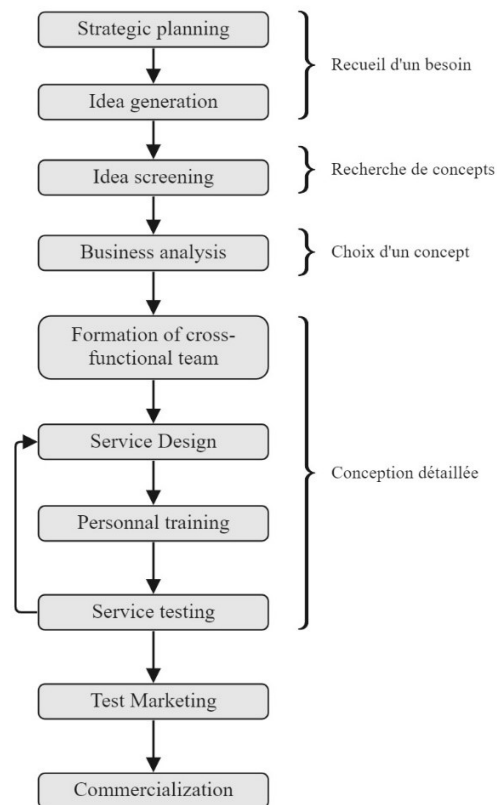 Strategic planning
Recueil d'un besoin
Idea generation
Idea screening
Recherche de concepts
Business analysis
Choix d'un concept
Formation of cross-
functional team
Service Design
Conception détaillée
Personnal training
Service testing
Test Marketing
Commercialization